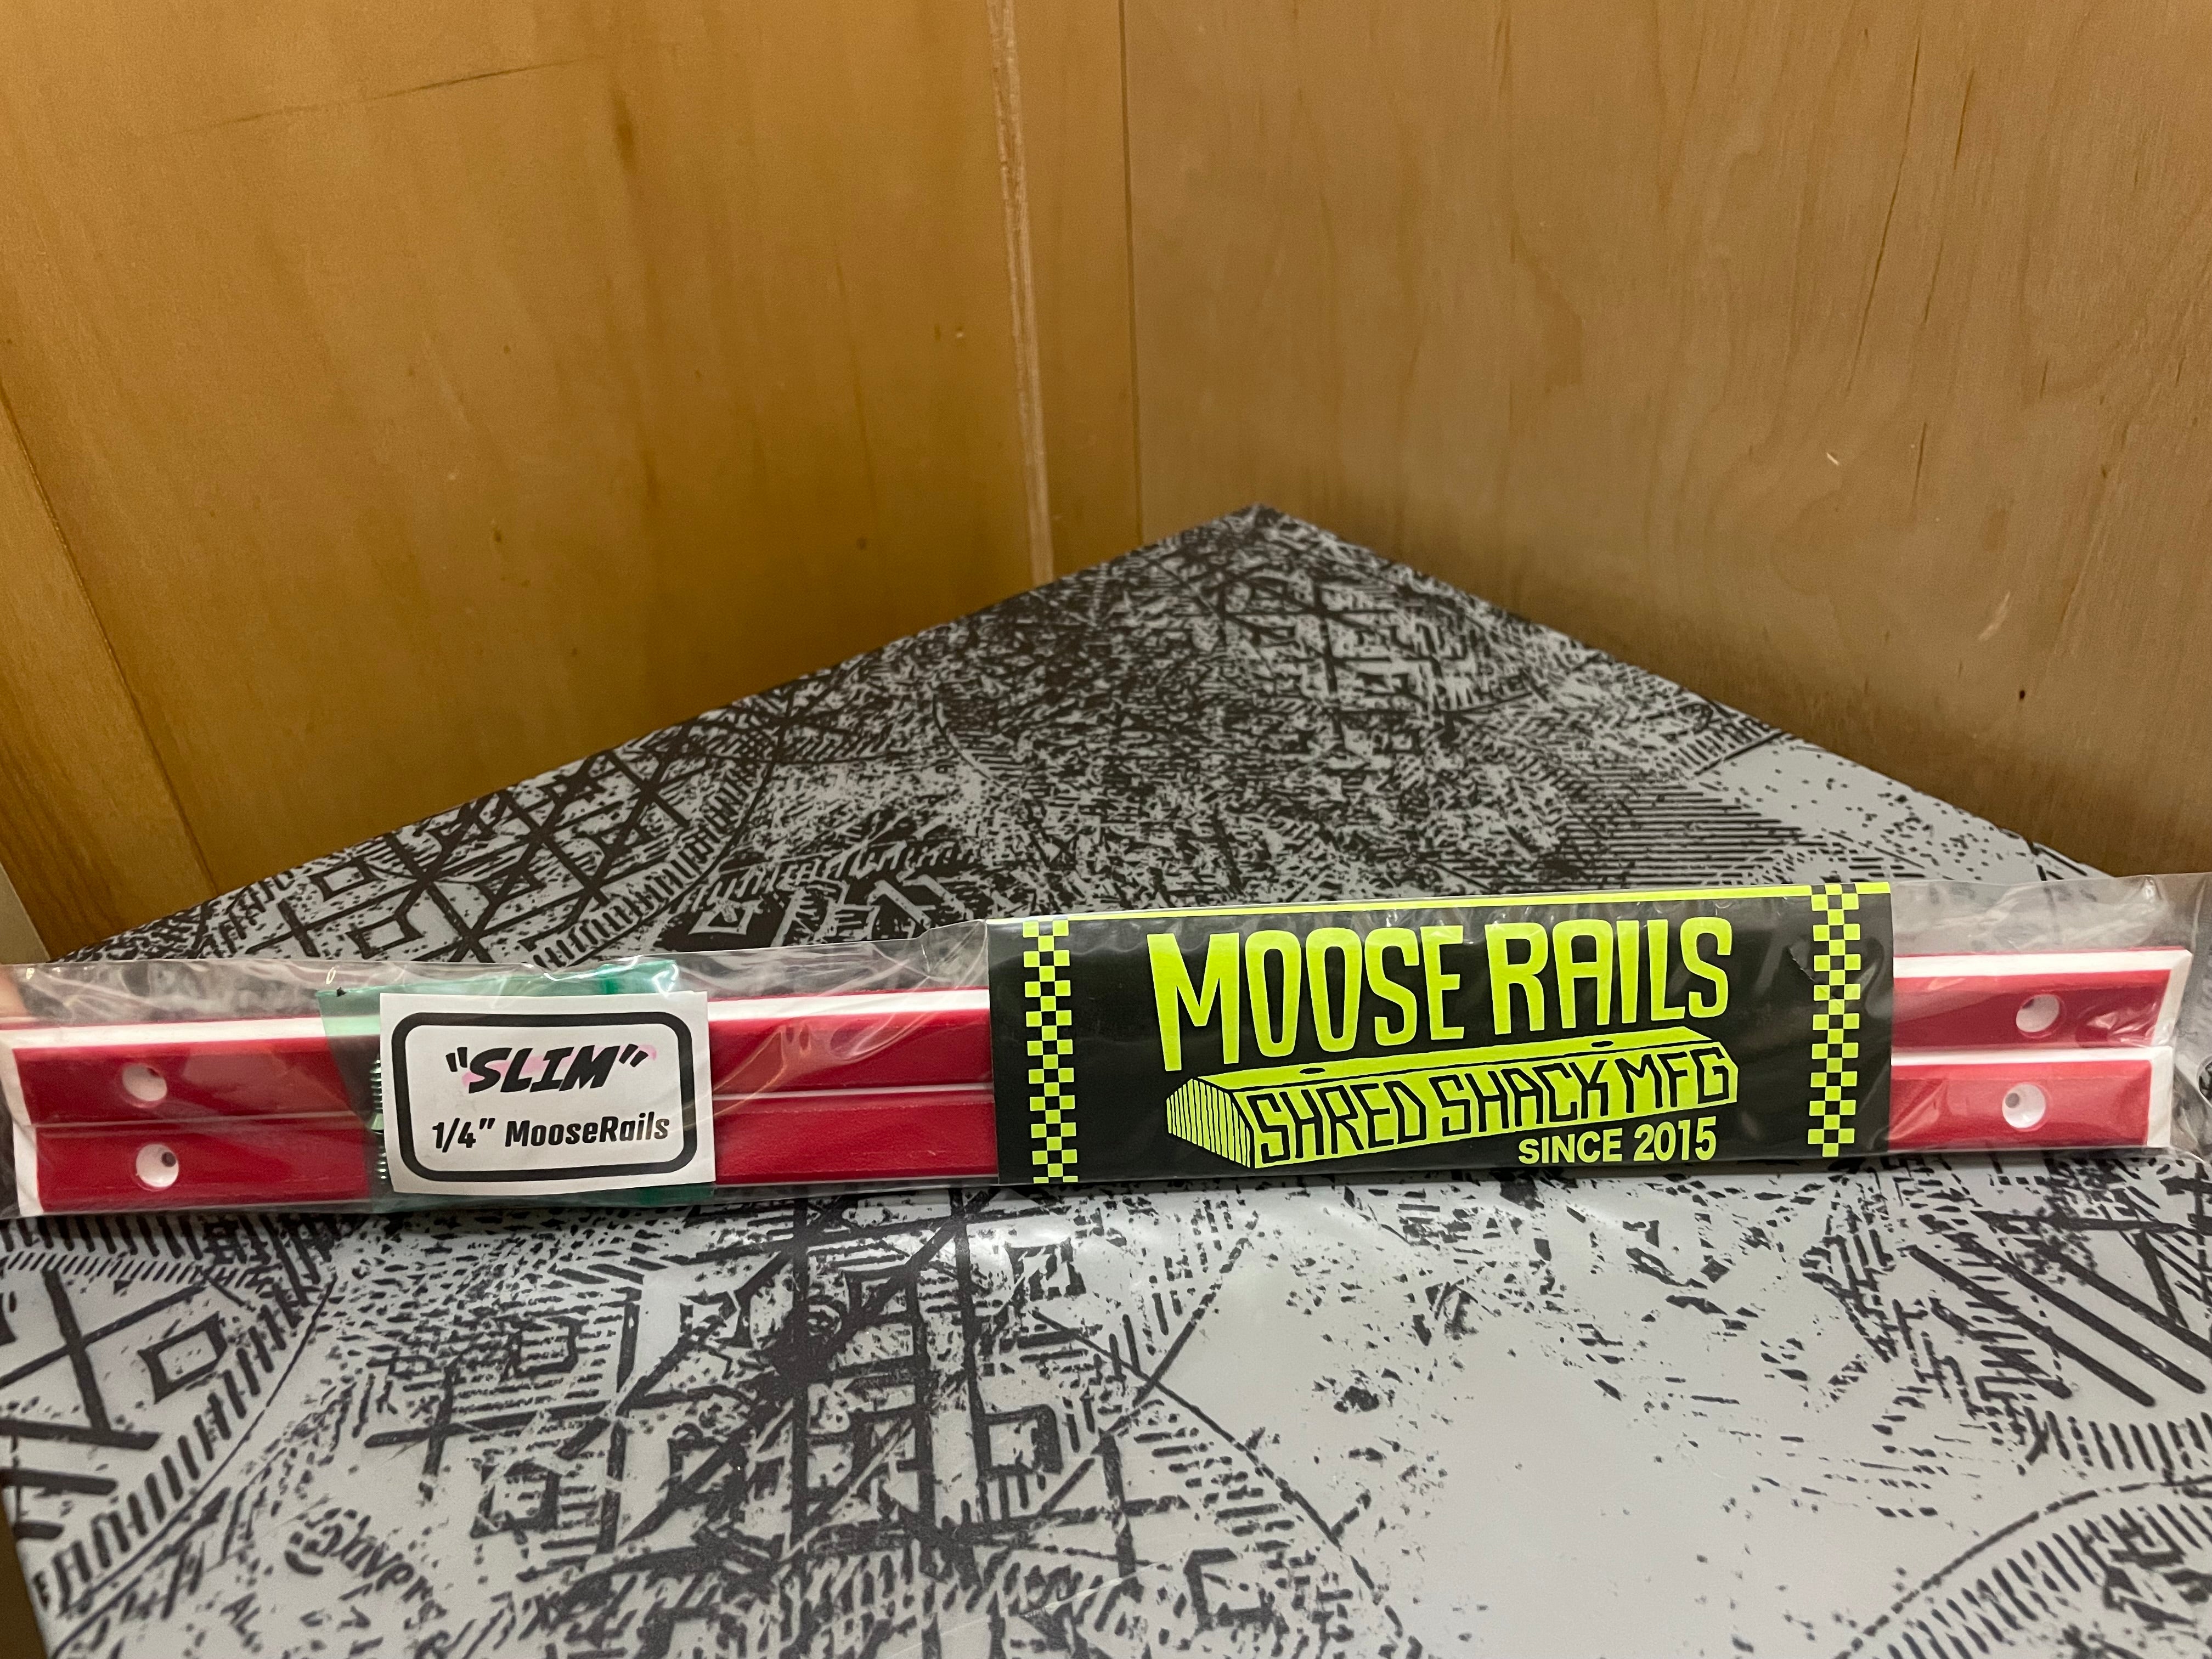 "SLIM"
1/4" MooseRails
MOOSE RAILS
SHRED SHACK MFG
SINCE 2015